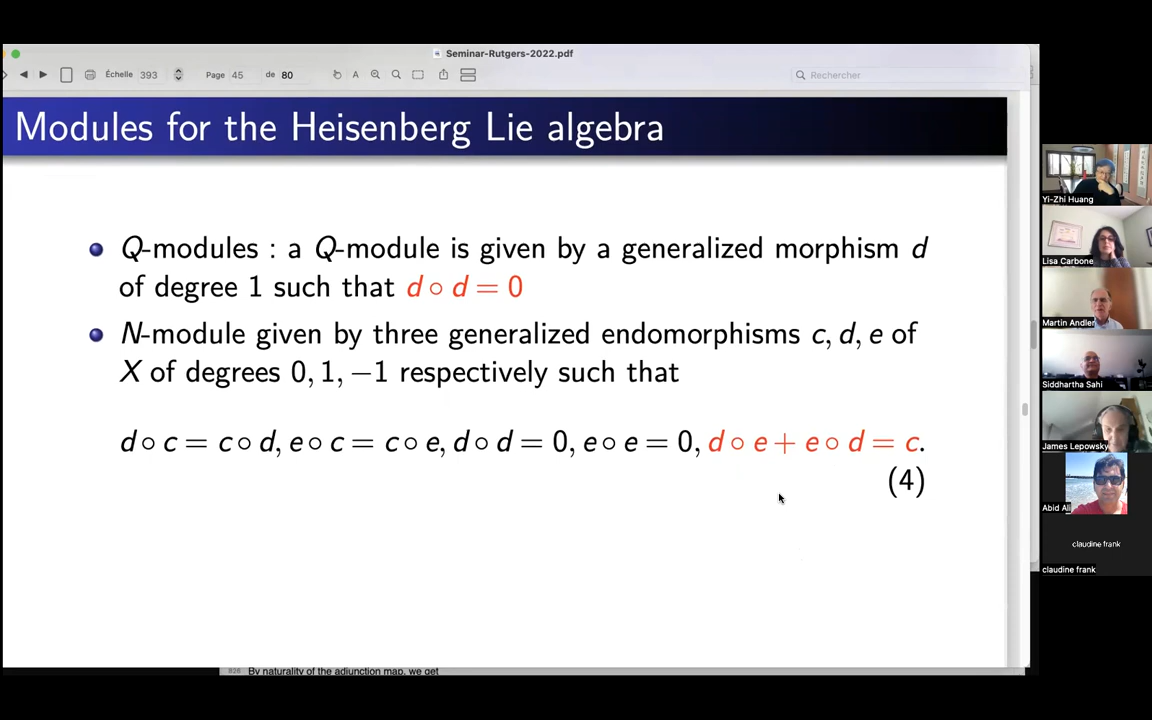 Seminar-Rutgers-2022.pdf
Échelle 393 Page 45 de 80 A Rechercher
Modules for the Heisenberg Lie algebra
Q-modules : a Q-module is given by a generalized morphism d
of degree 1 such that d ∘ d = 0
N-module given by three generalized endomorphisms c, d, e of
X of degrees 0, 1, −1 respectively such that
d ∘ c = c ∘ d, e ∘ c = c ∘ e, d ∘ d = 0, e ∘ e = 0, d ∘ e + e ∘ d = c.
(4)
By naturality of the adjunction map, we get
Yi-Zhi Huang
Lisa Carbone
Martin Andler
Siddhartha Sahi
James Lepowsky
Abid Ali
claudine frank
claudine frank